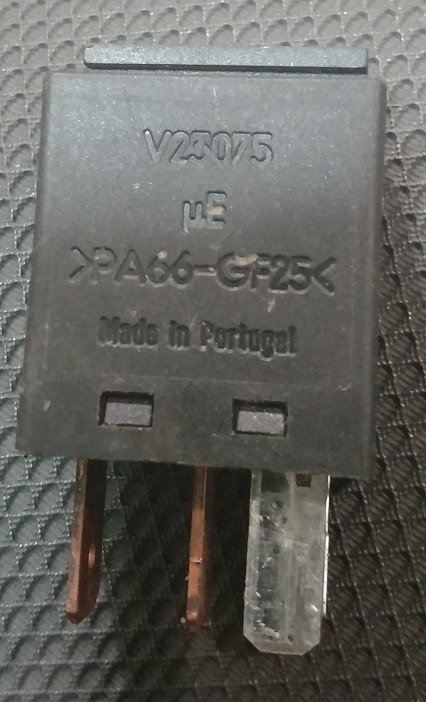 V23075
µE
>PA66-GF25<
Made in Portugal